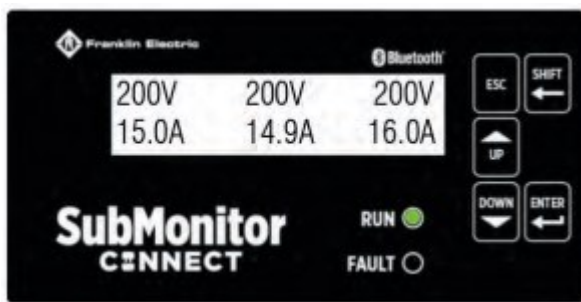 Franklin Electric
Bluetooth
200V 200V 200V
15.0A 14.9A 16.0A
ESC
SHIFT
UP
DOWN
ENTER
SubMonitor
CONNECT
RUN
FAULT